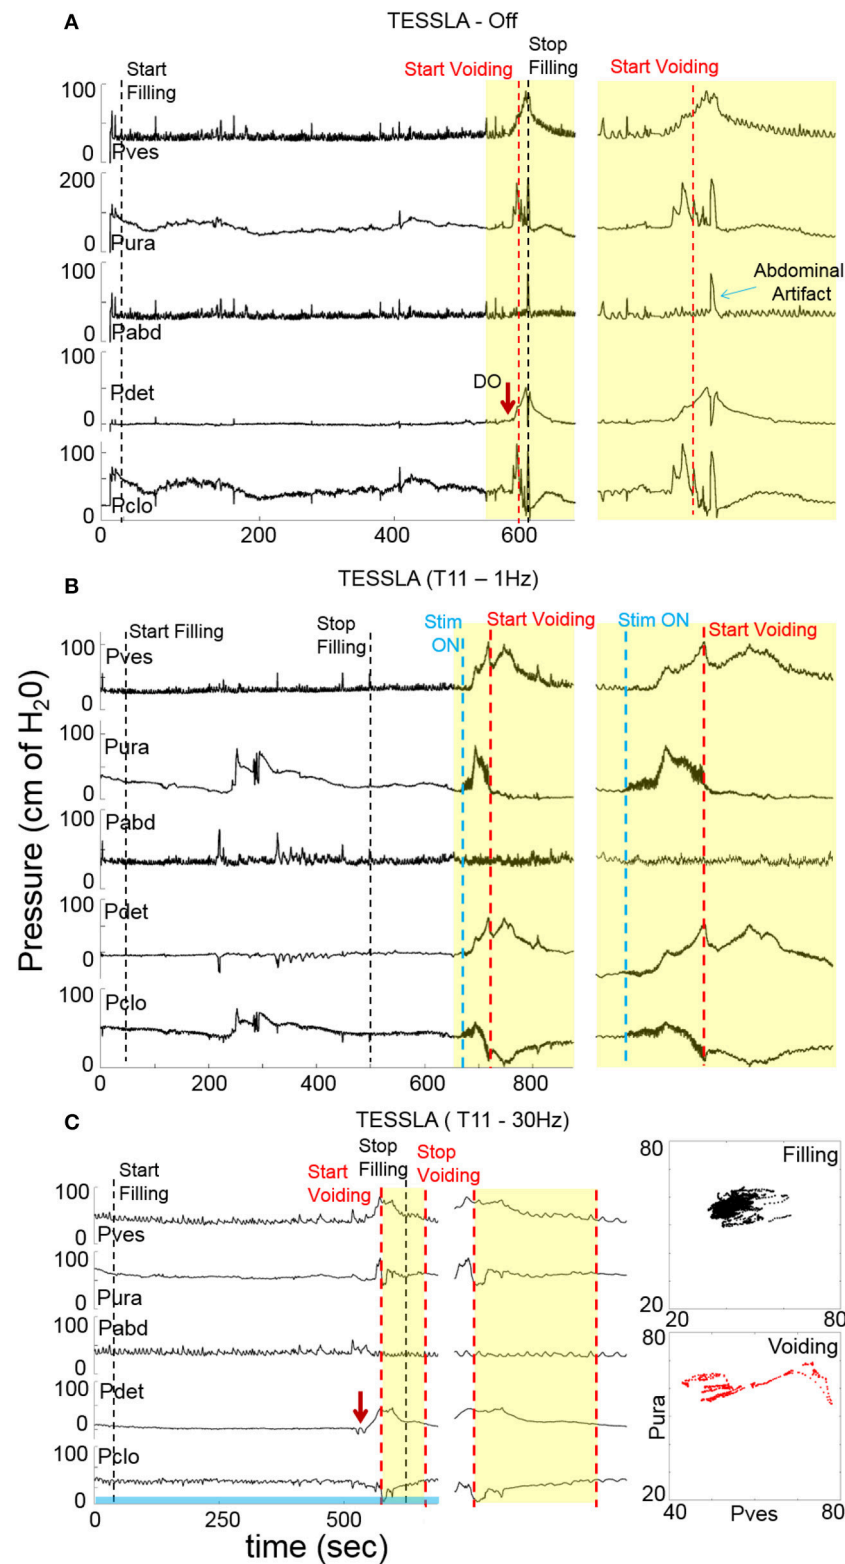 A
TESSLA - Off
Start
Filling
Start Voiding
Stop
Filling
Start Voiding
100
0
Pves
200
0
Pura
100
0
Pabd
Abdominal
Artifact
100
0
Pdet
DO
100
0
Pclo
0
200
400
600
B
TESSLA (T11 – 1Hz)
Start Filling
Stop
Filling
Stim
ON
Start Voiding
Stim ON
Start Voiding
Pressure (cm of H₂0)
100
0
Pves
100
0
Pura
100
0
Pabd
100
0
Pdet
100
0
Pclo
0
200
400
600
800
C
TESSLA ( T11 - 30Hz)
Start
Filling
Start
Voiding
Stop
Filling
Stop
Voiding
100
0
Pves
100
0
Pura
100
0
Pabd
100
0
Pdet
100
0
Pclo
0
250
500
time (sec)
80
Filling
20
20
80
80
Voiding
Pura
20
40
Pves
80